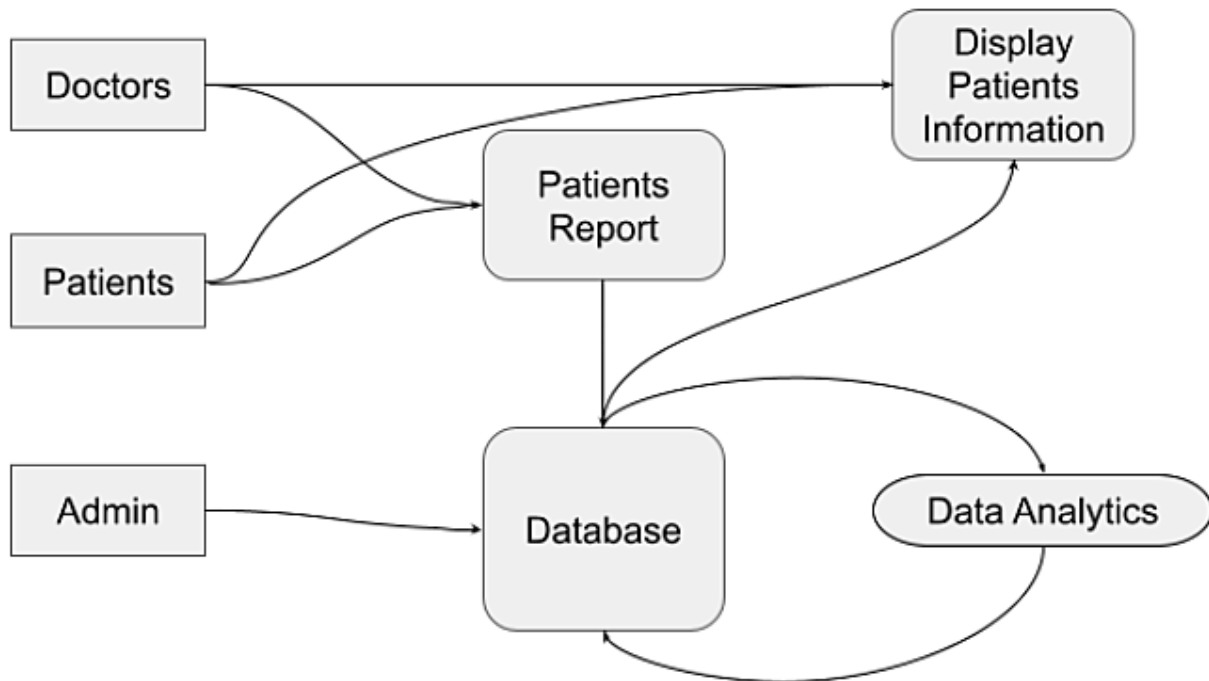 Doctors
Display
Patients
Information
Patients
Report
Patients
Admin
Database
Data Analytics